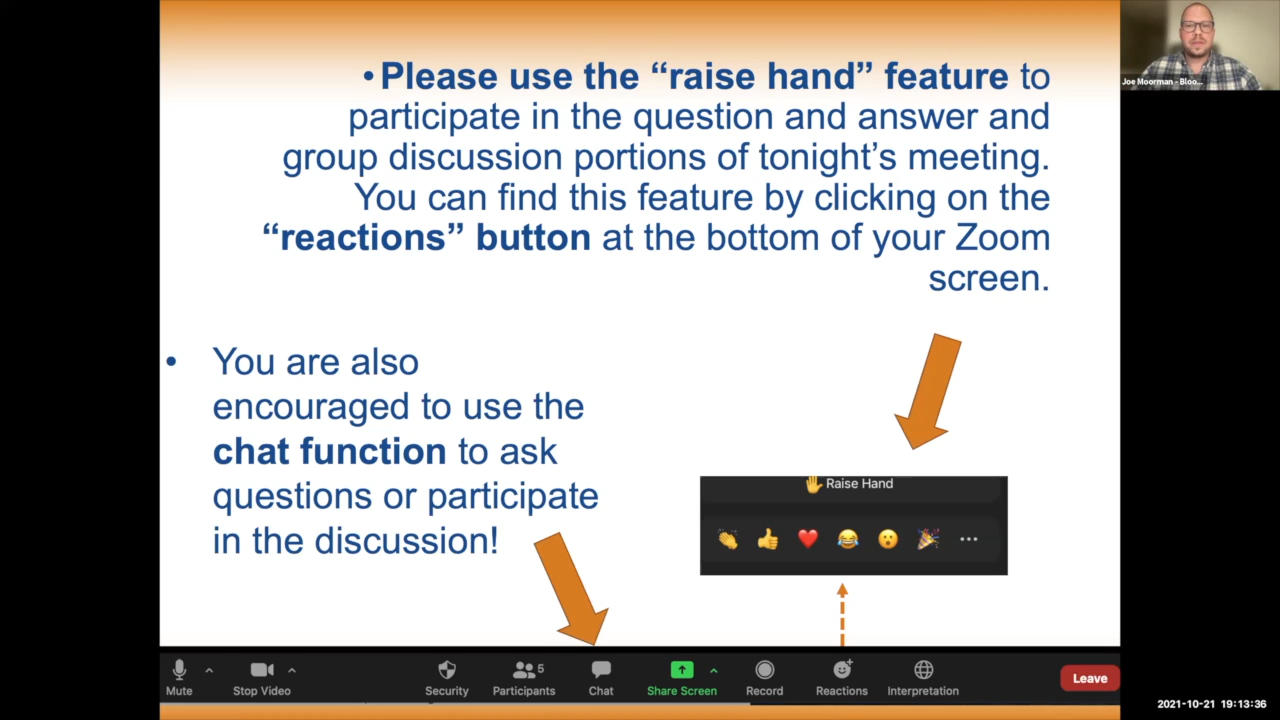 •Please use the “raise hand” feature to
participate in the question and answer and
group discussion portions of tonight’s meeting.
You can find this feature by clicking on the
“reactions” button at the bottom of your Zoom
screen.
• You are also
encouraged to use the
chat function to ask
questions or participate
in the discussion!
Raise Hand
Mute
Stop Video
Security
Participants 5
Chat
Share Screen
Record
Reactions
Interpretation
Leave
Joe Moorman - Bloo...
2021-10-21 19:13:36